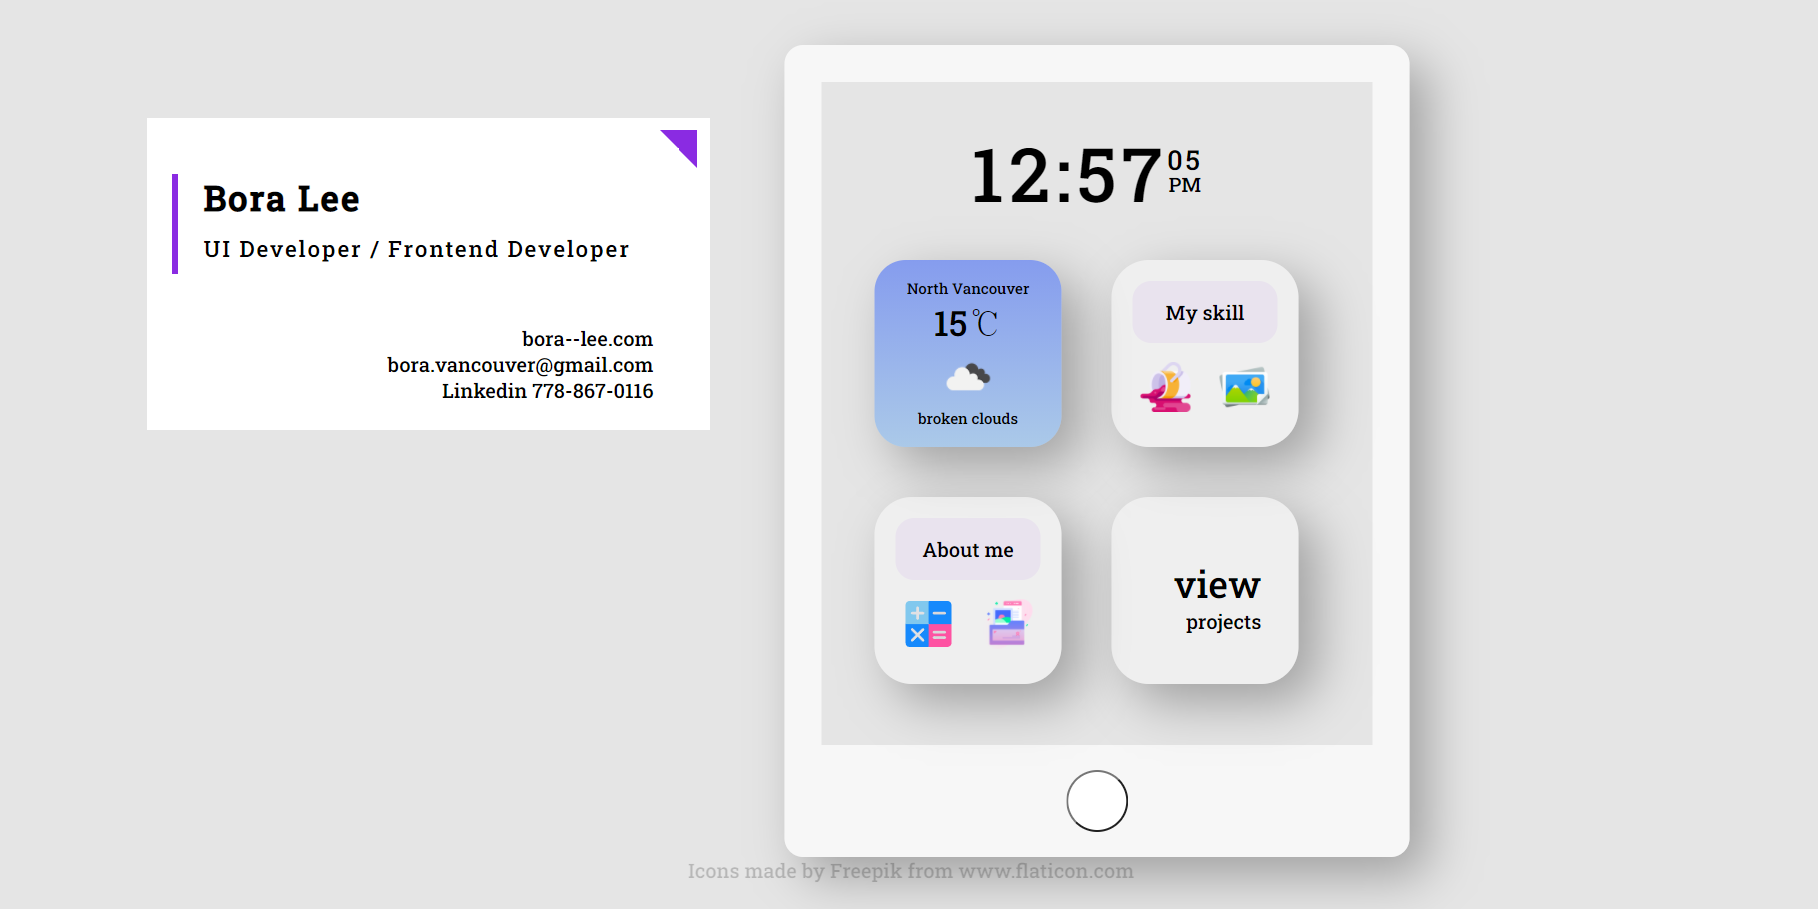 Bora Lee
UI Developer / Frontend Developer
bora--lee.com
bora.vancouver@gmail.com
Linkedin 778-867-0116
12:57 05
PM
North Vancouver
15 °C
broken clouds
My skill
About me
view
projects
Icons made by Freepik from www.flaticon.com